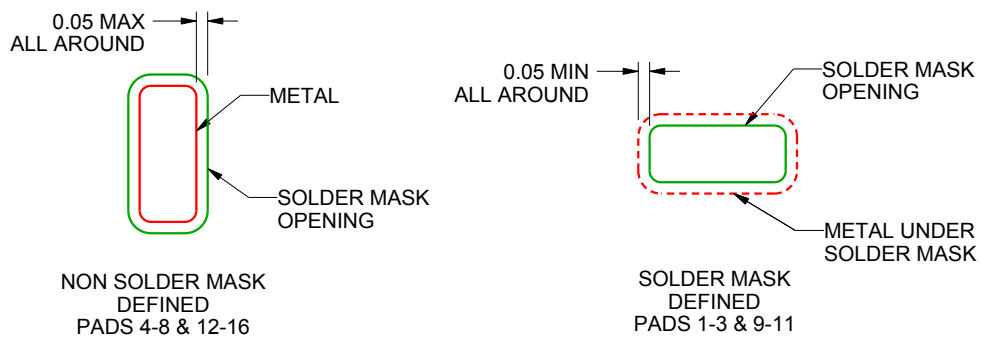 0.05 MAX
ALL AROUND
METAL
SOLDER MASK
OPENING
NON SOLDER MASK
DEFINED
PADS 4-8 & 12-16
0.05 MIN
ALL AROUND
SOLDER MASK
OPENING
METAL UNDER
SOLDER MASK
SOLDER MASK
DEFINED
PADS 1-3 & 9-11